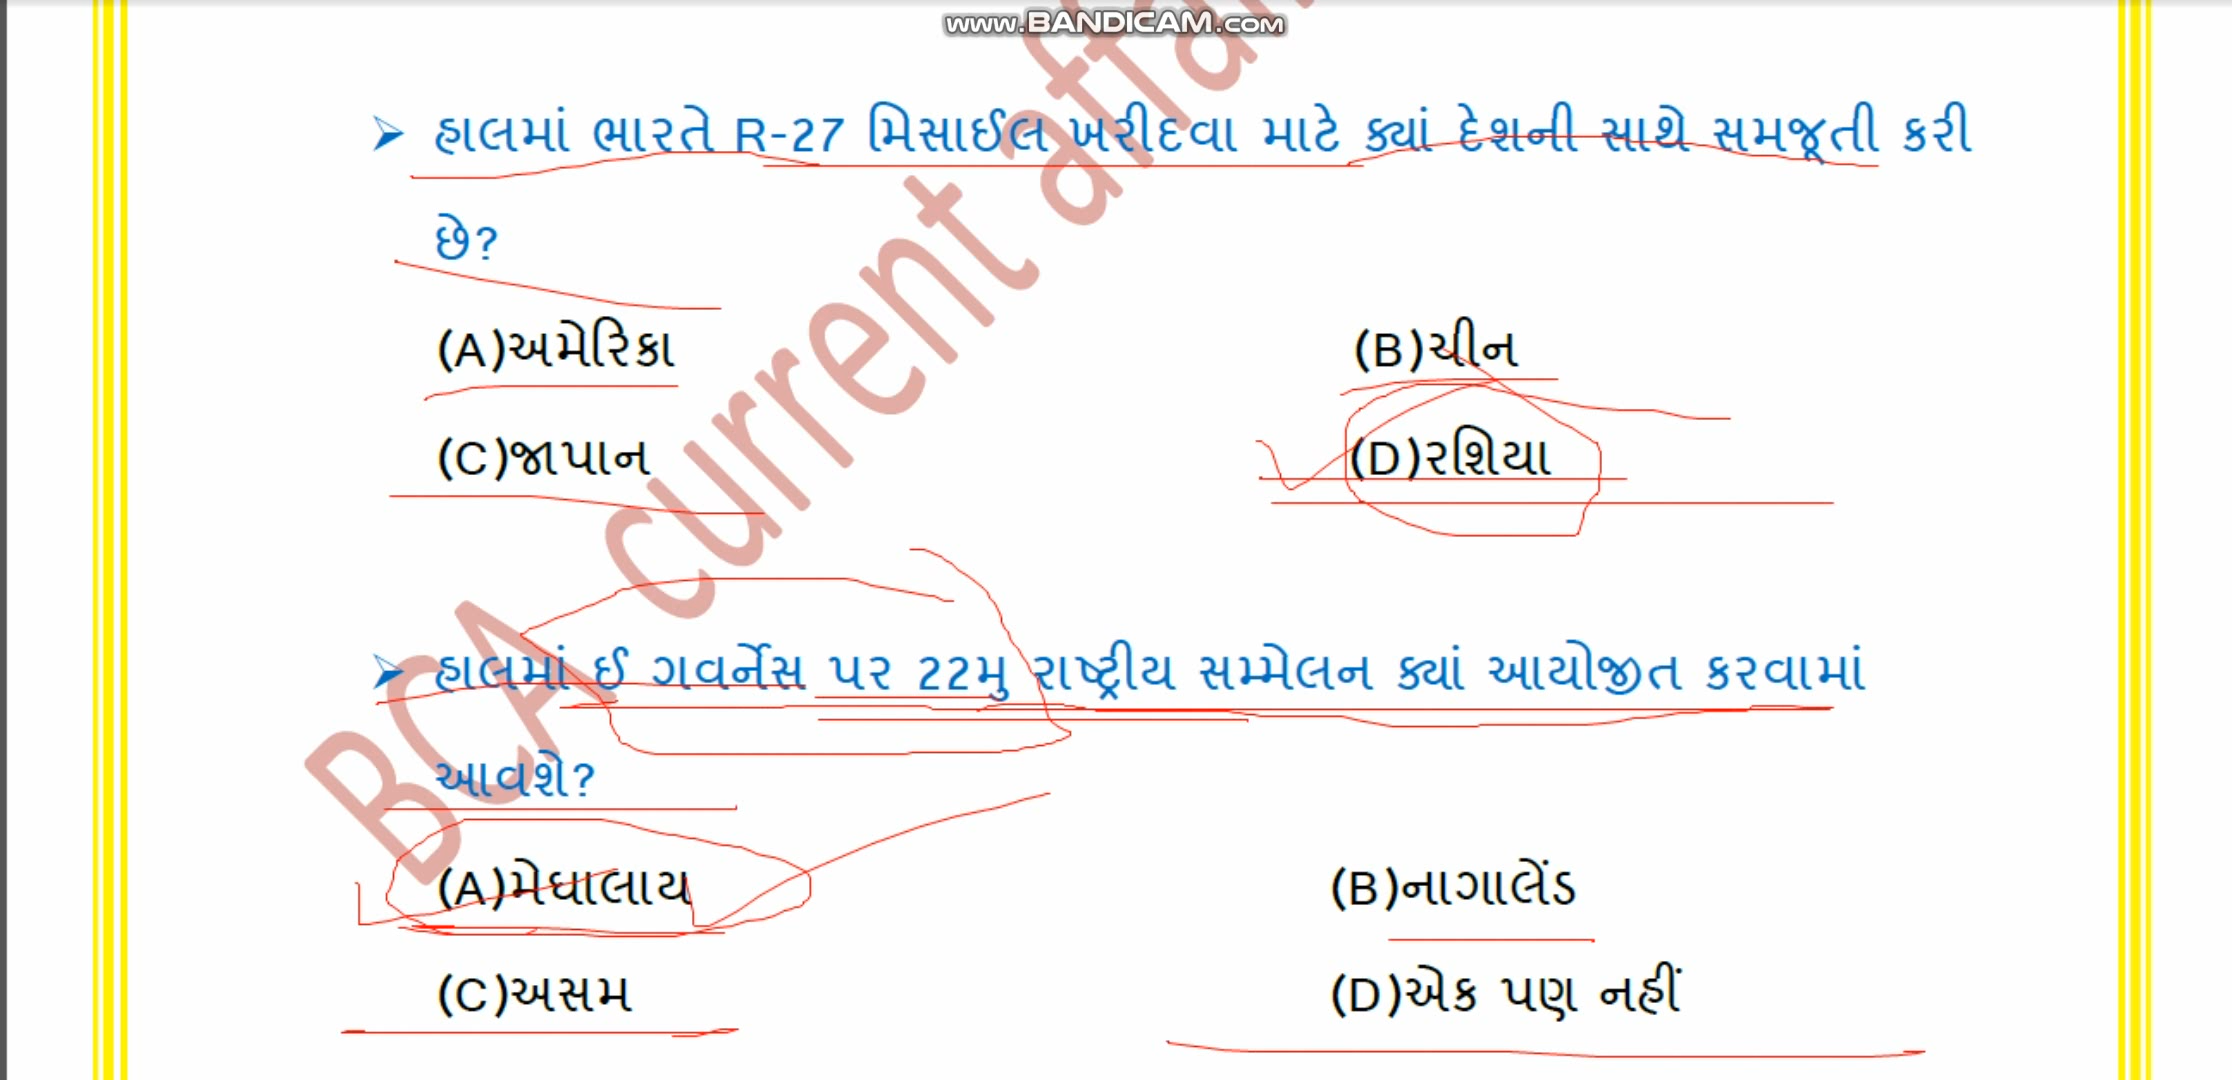 www.BANDICAM.com
➢ હાલમાં ભારતે R-27 મિસાઈલ ખરીદવા માટે ક્યાં દેશની સાથે સમજૂતી કરી
છે?
(A)અમેરિકા (B)ચીન
(C)જાપાન (D)રશિયા
➢ હાલમાં ઈ ગવર્નેસ પર 22મુ રાષ્ટ્રીય સમ્મેલન ક્યાં આયોજીત કરવામાં
આવશે?
(A)મેઘાલાય (B)નાગાલેંડ
(C)અસમ (D)એક પણ નહીં
BCA current affair